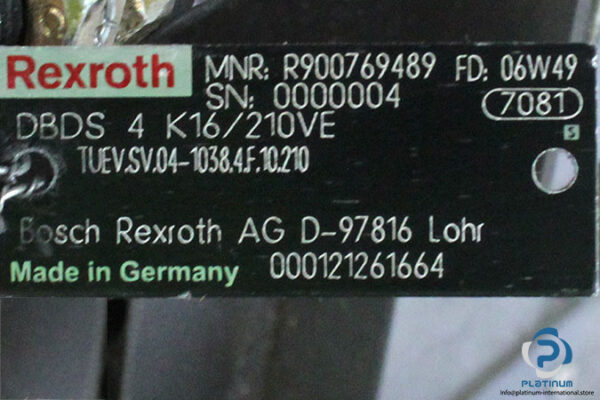 Rexroth
MNR: R900769489 FD: 06W49
SN: 0000004
7081
DBDS 4 K16/210VE
TUEV.SV.04-1038.4.F.10.210
S
Bosch Rexroth AG D-97816 Lohr
Made in Germany 000121261664
PLATINUM
info@platinum-international.store